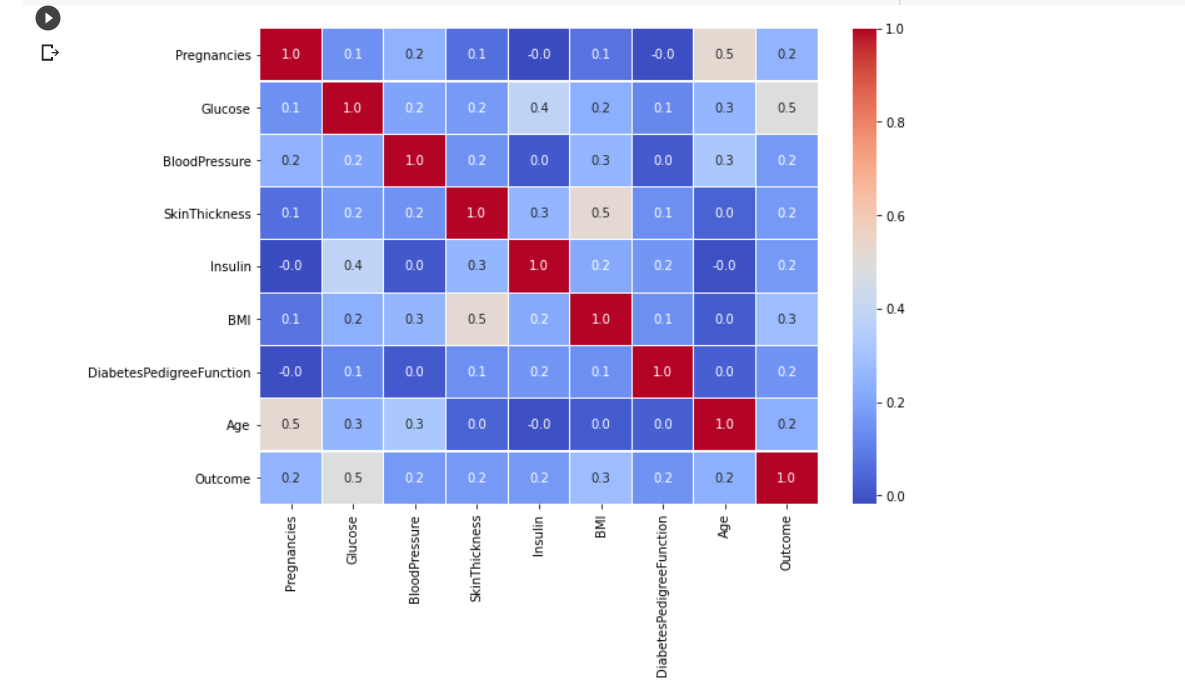 1.0
Pregnancies 1.0 0.1 0.2 0.1 -0.0 0.1 -0.0 0.5 0.2
Glucose 0.1 1.0 0.2 0.2 0.4 0.2 0.1 0.3 0.5
0.8
BloodPressure 0.2 0.2 1.0 0.2 0.0 0.3 0.0 0.3 0.2
SkinThickness 0.1 0.2 0.2 1.0 0.3 0.5 0.1 0.0 0.2
0.6
Insulin -0.0 0.4 0.0 0.3 1.0 0.2 0.2 -0.0 0.2
0.4
BMI 0.1 0.2 0.3 0.5 0.2 1.0 0.1 0.0 0.3
DiabetesPedigreeFunction -0.0 0.1 0.0 0.1 0.2 0.1 1.0 0.0 0.2
0.2
Age 0.5 0.3 0.3 0.0 -0.0 0.0 0.0 1.0 0.2
Outcome 0.2 0.5 0.2 0.2 0.2 0.3 0.2 0.2 1.0
0.0
Pregnancies
Glucose
BloodPressure
SkinThickness
Insulin
BMI
DiabetesPedigreeFunction
Age
Outcome